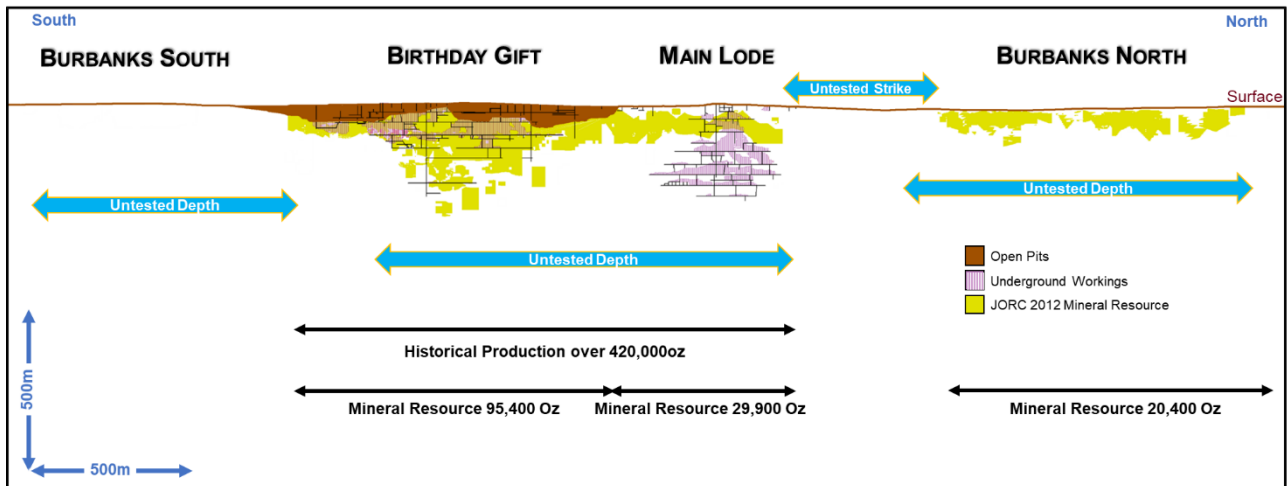 South
North
BURBANKS SOUTH
BIRTHDAY GIFT
MAIN LODE
BURBANKS NORTH
Untested Strike
Surface
Untested Depth
Untested Depth
Untested Depth
Open Pits
Underground Workings
JORC 2012 Mineral Resource
Historical Production over 420,000oz
Mineral Resource 95,400 Oz
Mineral Resource 29,900 Oz
Mineral Resource 20,400 Oz
500m
500m